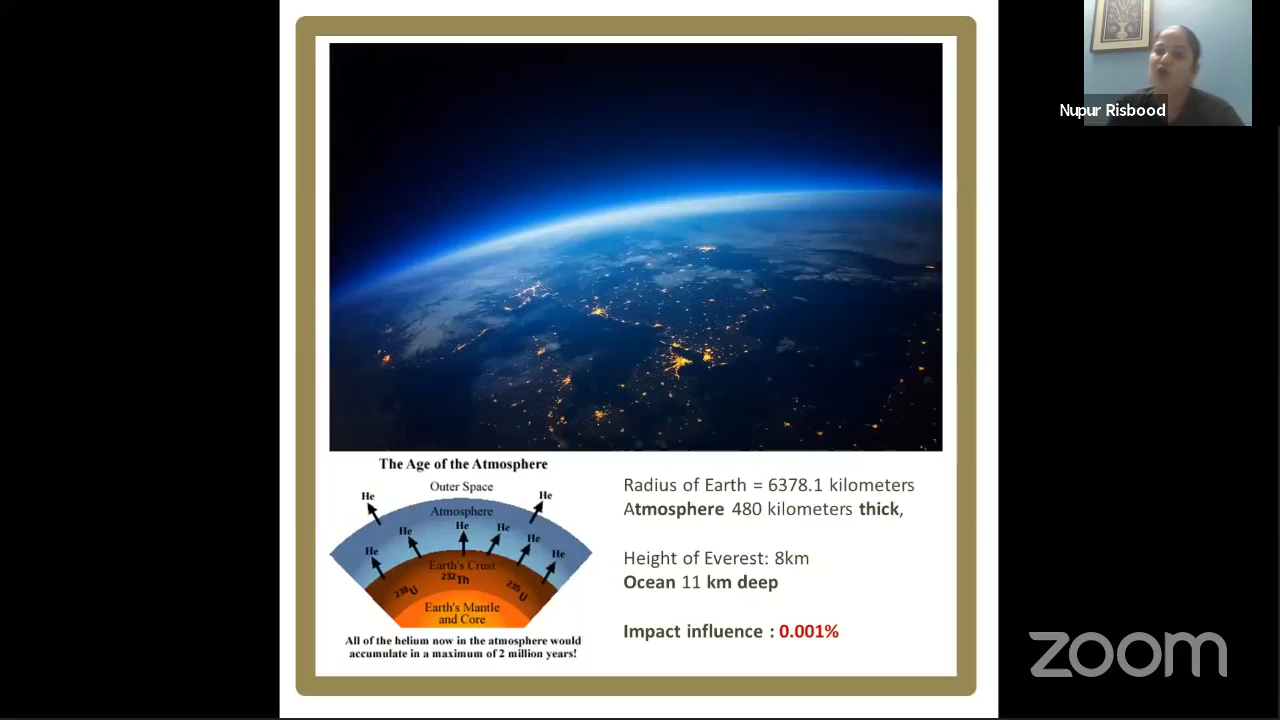 Nupur Risbood
The Age of the Atmosphere
Outer Space
He
He
Atmosphere
He
He
He
He
He
He
Earth's Crust
232Th
238U
235U
Earth's Mantle
and Core
All of the helium now in the atmosphere would
accumulate in a maximum of 2 million years!
Radius of Earth = 6378.1 kilometers
Atmosphere 480 kilometers thick,
Height of Everest: 8km
Ocean 11 km deep
Impact influence : 0.001%
zoom